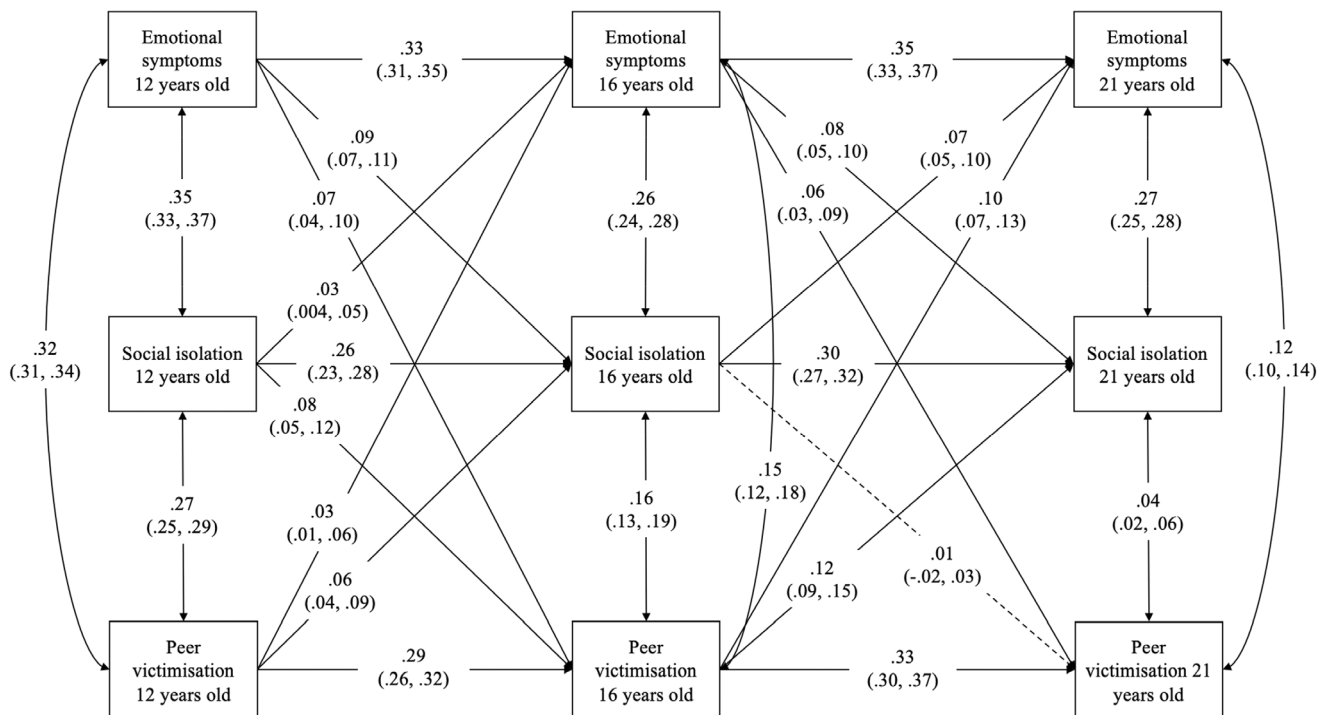 Emotional
symptoms
12 years old
.33
(.31, .35)
Emotional
symptoms
16 years old
.35
(.33, .37)
Emotional
symptoms
21 years old
.09
(.07, .11)
.08
(.05, .10)
.07
(.05, .10)
.35
(.33, .37)
.07
(.04, .10)
.26
(.24, .28)
.06
(.03, .09)
.10
(.07, .13)
.27
(.25, .28)
.03
(.004, .05)
.32
(.31, .34)
Social isolation
12 years old
.26
(.23, .28)
Social isolation
16 years old
.30
(.27, .32)
Social isolation
21 years old
.12
(.10, .14)
.08
(.05, .12)
.27
(.25, .29)
.03
(.01, .06)
.16
(.13, .19)
.15
(.12, .18)
.04
(.02, .06)
.06
(.04, .09)
.12
(.09, .15)
.01
(-.02, .03)
Peer
victimisation
12 years old
.29
(.26, .32)
Peer
victimisation
16 years old
.33
(.30, .37)
Peer
victimisation 21
years old